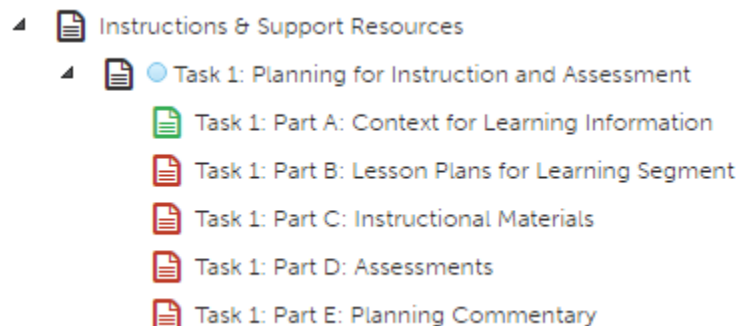 Instructions & Support Resources
Task 1: Planning for Instruction and Assessment
Task 1: Part A: Context for Learning Information
Task 1: Part B: Lesson Plans for Learning Segment
Task 1: Part C: Instructional Materials
Task 1: Part D: Assessments
Task 1: Part E: Planning Commentary